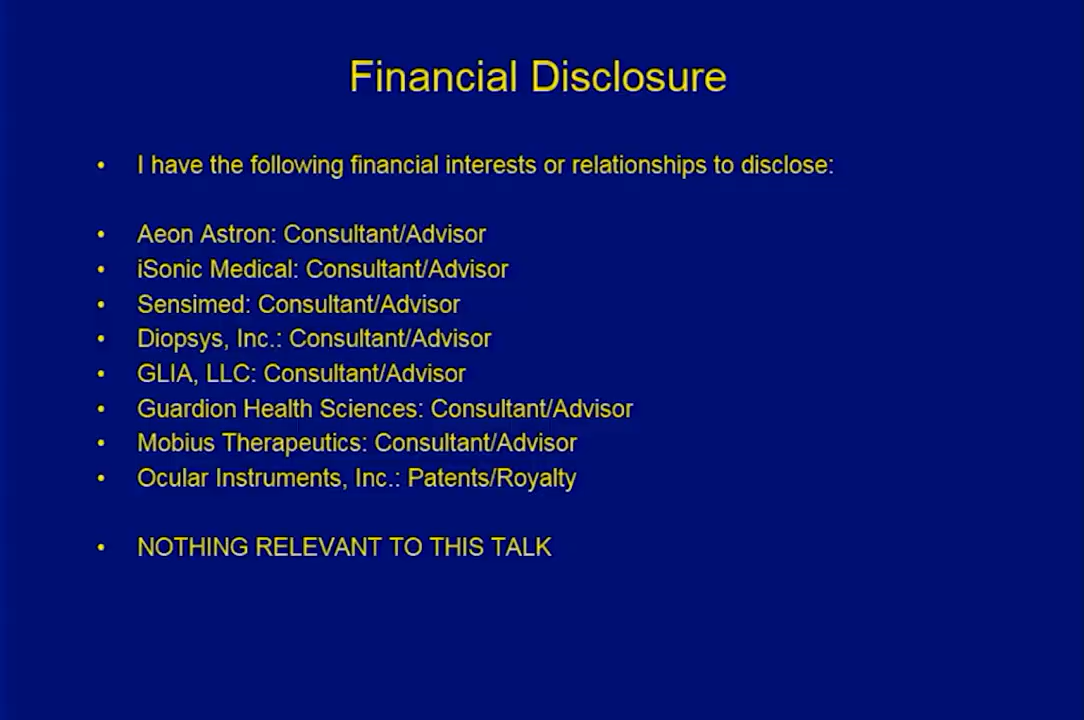 Financial Disclosure
• I have the following financial interests or relationships to disclose:
• Aeon Astron: Consultant/Advisor
• iSonic Medical: Consultant/Advisor
• Sensimed: Consultant/Advisor
• Diopsys, Inc.: Consultant/Advisor
• GLIA, LLC: Consultant/Advisor
• Guardion Health Sciences: Consultant/Advisor
• Mobius Therapeutics: Consultant/Advisor
• Ocular Instruments, Inc.: Patents/Royalty
• NOTHING RELEVANT TO THIS TALK